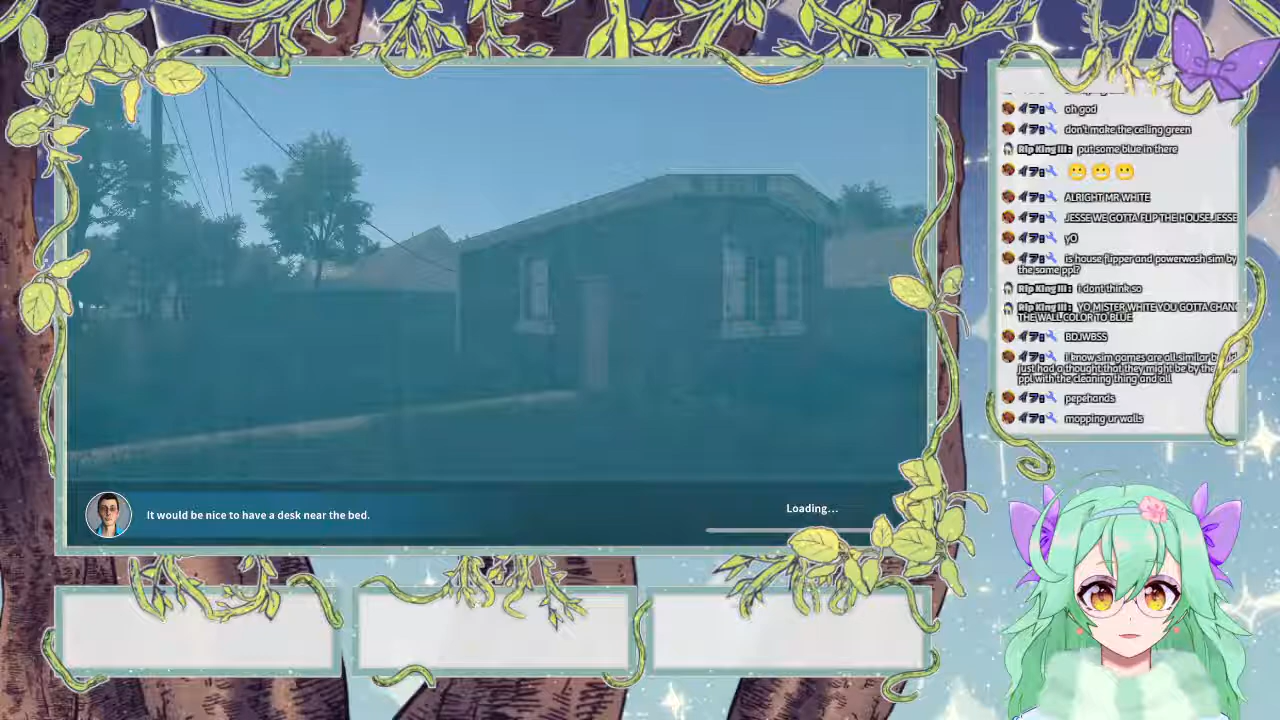 oh god
don't make the ceiling green
Rip King III: put some blue in there
ALRIGHT MR WHITE
JESSE WE GOTTA FLIP THE HOUSE JESSE
yO
is house flipper and powerwash sim by
the same ppl?
Rip King III: i dont think so
Rip King III: YO MISTER WHITE YOU GOTTA CHAN
THE WALL COLOR TO BLUE
BDJWBSS
i know sim games are all similar
just had a thought that they might be by the
ppl with the cleaning thing and all
pepehands
mopping ur walls
It would be nice to have a desk near the bed.
Loading...